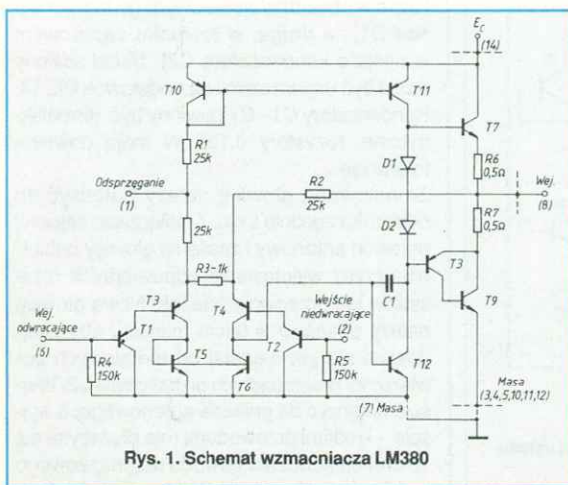 E_C
(14)
T10
T11
T7
R1
25k
D1
R6
0,5Ω
Odsprzęganie
(1)
R2
25k
Wej.
(8)
25k
D2
R7
0,5Ω
R3-1k
T3
C1
T3
T4
Wejście
niedwracające
(2)
T9
Wej.
odwracające
(5)
T1
T2
T5
T6
T12
R4
150k
R5
150k
(7) Masa
Masa
(3,4,5,10,11,12)
Rys. 1. Schemat wzmacniacza LM380